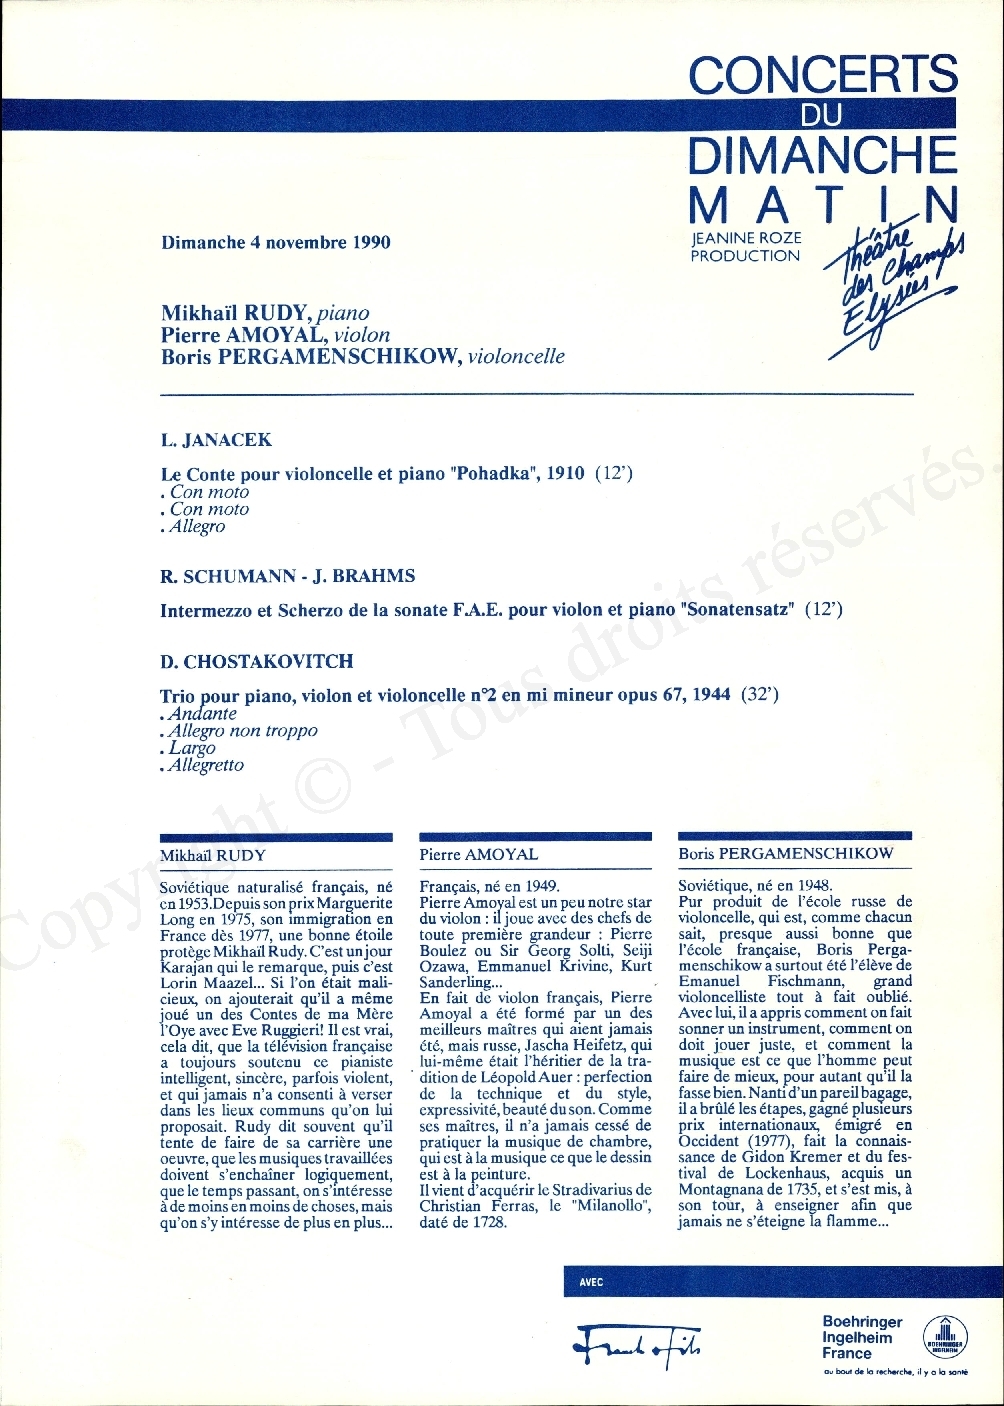 CONCERTS
DU
DIMANCHE
MATIN
JEANINE ROZE
PRODUCTION
Théâtre
des Champs
Elysées
Dimanche 4 novembre 1990
Mikhaïl RUDY, piano
Pierre AMOYAL, violon
Boris PERGAMENSCHIKOW, violoncelle
L. JANACEK
Le Conte pour violoncelle et piano "Pohadka", 1910 (12')
. Con moto
. Con moto
. Allegro
R. SCHUMANN - J. BRAHMS
Intermezzo et Scherzo de la sonate F.A.E. pour violon et piano "Sonatensatz" (12')
D. CHOSTAKOVITCH
Trio pour piano, violon et violoncelle n°2 en mi mineur opus 67, 1944 (32')
. Andante
. Allegro non troppo
. Largo
. Allegretto
Copyright © - Tous droits réservés.
Mikhaïl RUDY
Soviétique naturalisé français, né
en 1953.Depuis son prix Marguerite
Long en 1975, son immigration en
France dès 1977, une bonne étoile
protège Mikhaïl Rudy. C'est un jour
Karajan qui le remarque, puis c'est
Lorin Maazel... Si l'on était mali-
cieux, on ajouterait qu'il a même
joué un des Contes de ma Mère
l'Oye avec Eve Ruggieri! Il est vrai,
cela dit, que la télévision française
a toujours soutenu ce pianiste
intelligent, sincère, parfois violent,
et qui jamais n'a consenti à verser
dans les lieux communs qu'on lui
proposait. Rudy dit souvent qu'il
tente de faire de sa carrière une
oeuvre, que les musiques travaillées
doivent s'enchaîner logiquement,
que le temps passant, on s'intéresse
à de moins en moins de choses, mais
qu'on s'y intéresse de plus en plus...
Pierre AMOYAL
Français, né en 1949.
Pierre Amoyal est un peu notre star
du violon : il joue avec des chefs de
toute première grandeur : Pierre
Boulez ou Sir Georg Solti, Seiji
Ozawa, Emmanuel Krivine, Kurt
Sanderling...
En fait de violon français, Pierre
Amoyal a été formé par un des
meilleurs maîtres qui aient jamais
été, mais russe, Jascha Heifetz, qui
lui-même était l'héritier de la tra-
dition de Léopold Auer : perfection
de la technique et du style,
expressivité, beauté du son. Comme
ses maîtres, il n'a jamais cessé de
pratiquer la musique de chambre,
qui est à la musique ce que le dessin
est à la peinture.
Il vient d'acquérir le Stradivarius de
Christian Ferras, le "Milanollo",
daté de 1728.
Boris PERGAMENSCHIKOW
Soviétique, né en 1948.
Pur produit de l'école russe de
violoncelle, qui est, comme chacun
sait, presque aussi bonne que
l'école française, Boris Perga-
menschikow a surtout été l'élève de
Emanuel Fischmann, grand
violoncelliste tout à fait oublié.
Avec lui, il a appris comment on fait
sonner un instrument, comment on
doit jouer juste, et comment la
musique est ce que l'homme peut
faire de mieux, pour autant qu'il la
fasse bien. Nanti d'un pareil bagage,
il a brûlé les étapes, gagné plusieurs
prix internationaux, émigré en
Occident (1977), fait la connais-
sance de Gidon Kremer et du fes-
tival de Lockenhaus, acquis un
Montagnana de 1735, et s'est mis, à
son tour, à enseigner afin que
jamais ne s'éteigne la flamme...
AVEC
Franck et Fils
Boehringer
Ingelheim
France
BOEHRINGER
INGELHEIM
au bout de la recherche, il y a la santé